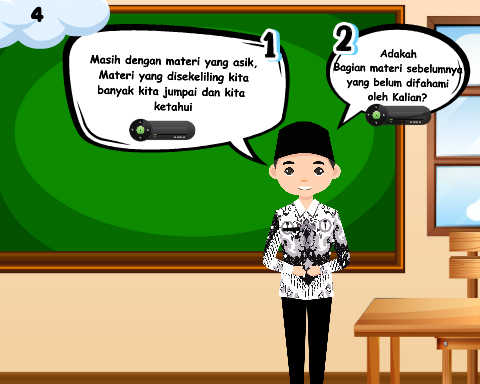 4
1
Masih dengan materi yang asik,
Materi yang disekeliling kita
banyak kita jumpai dan kita
ketahui
2
Adakah
Bagian materi sebelumnya
yang belum difahami
oleh Kalian?